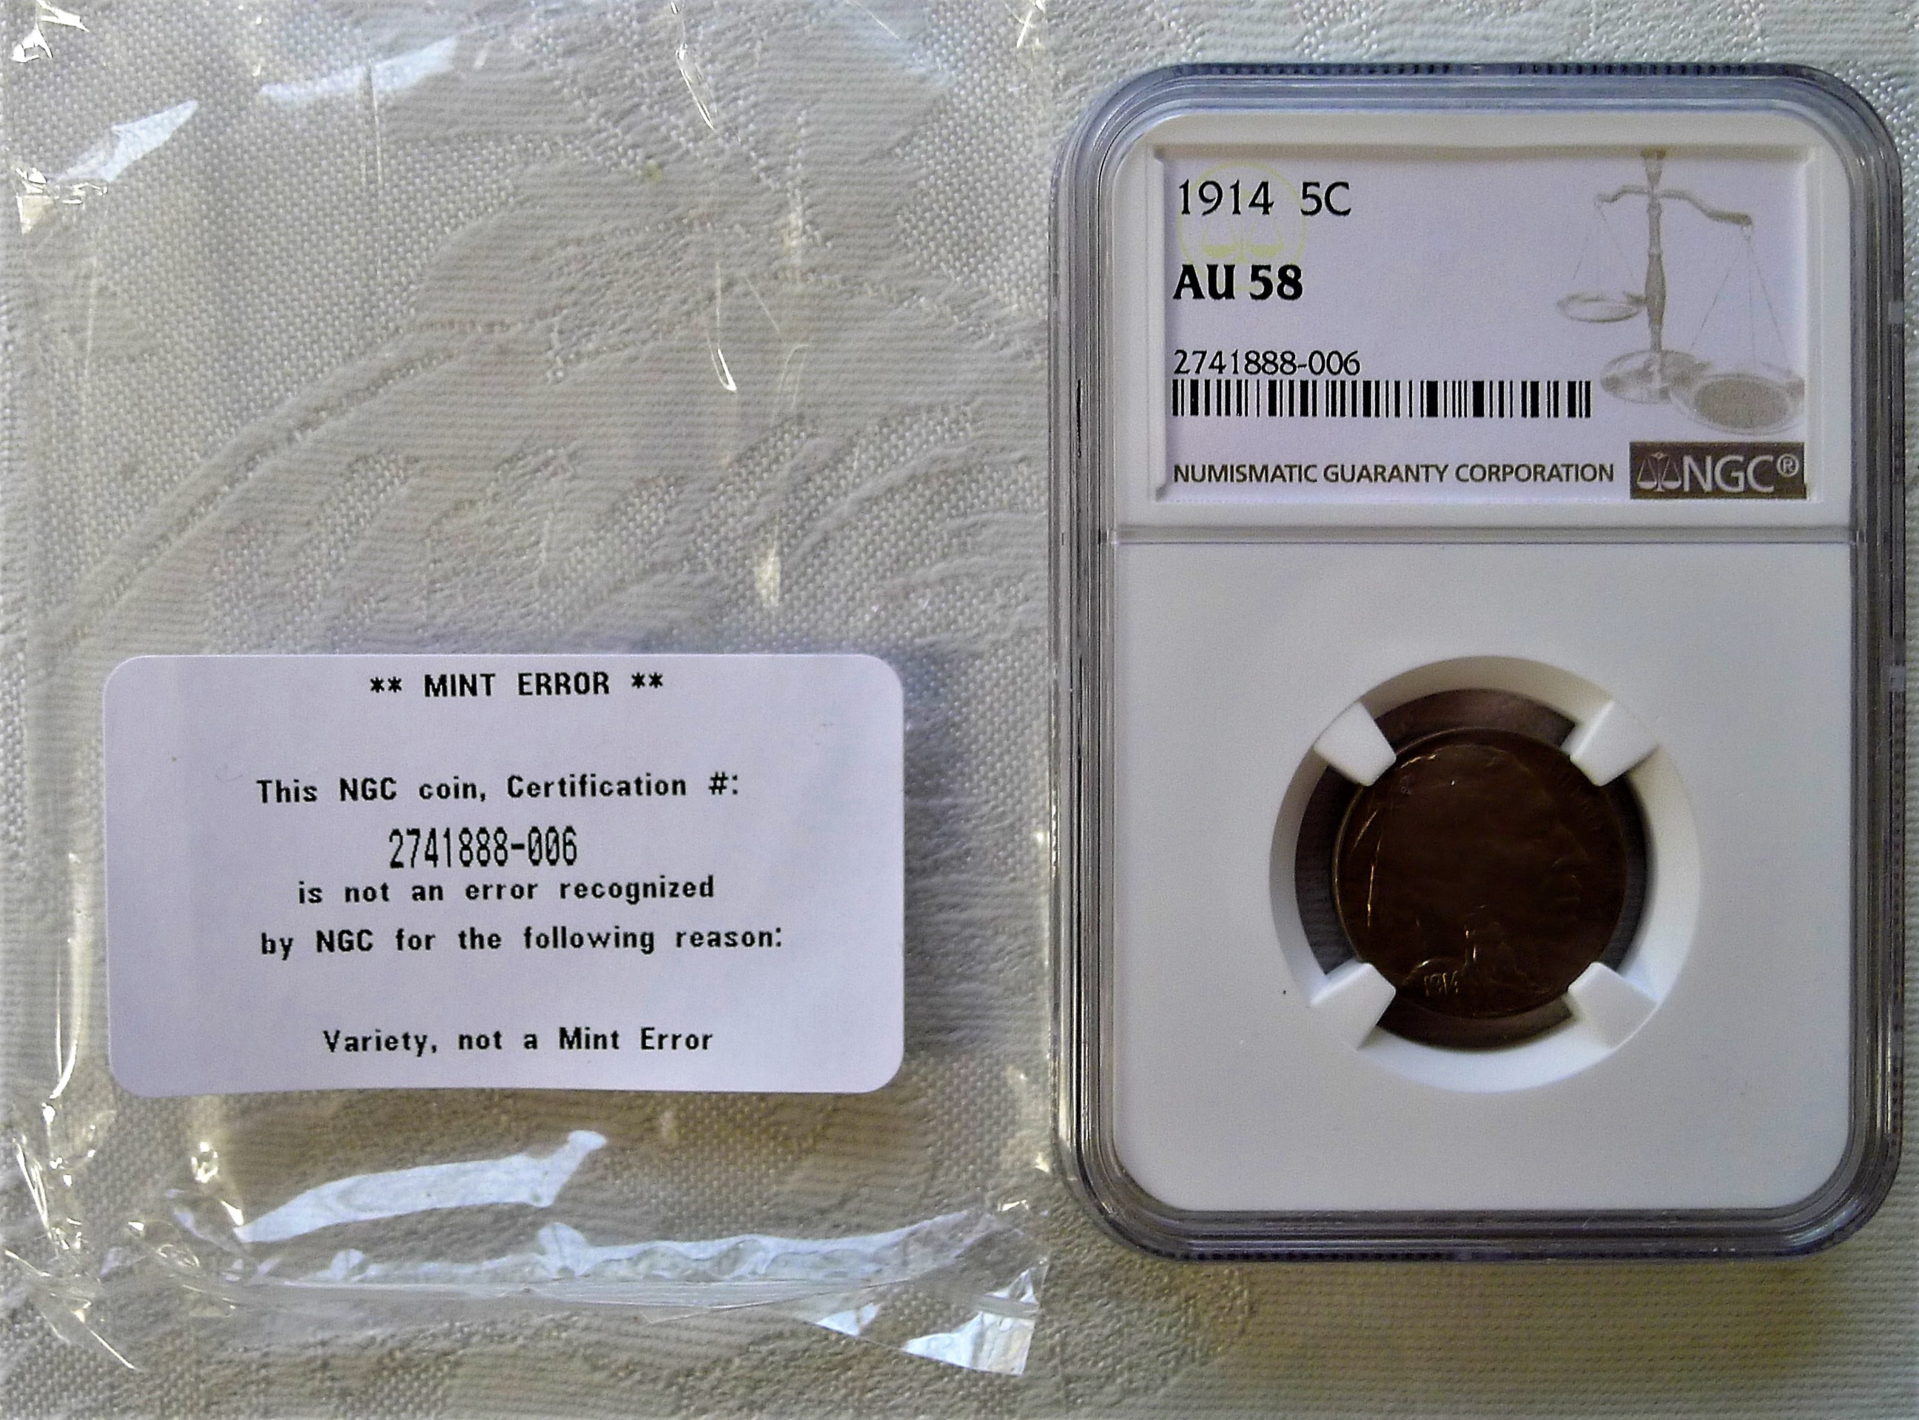 ** MINT ERROR **
This NGC coin, Certification #:
2741888-006
is not an error recognized
by NGC for the following reason:
Variety, not a Mint Error
1914 5C
AU 58
2741888-006
NUMISMATIC GUARANTY CORPORATION
NGC®
1914